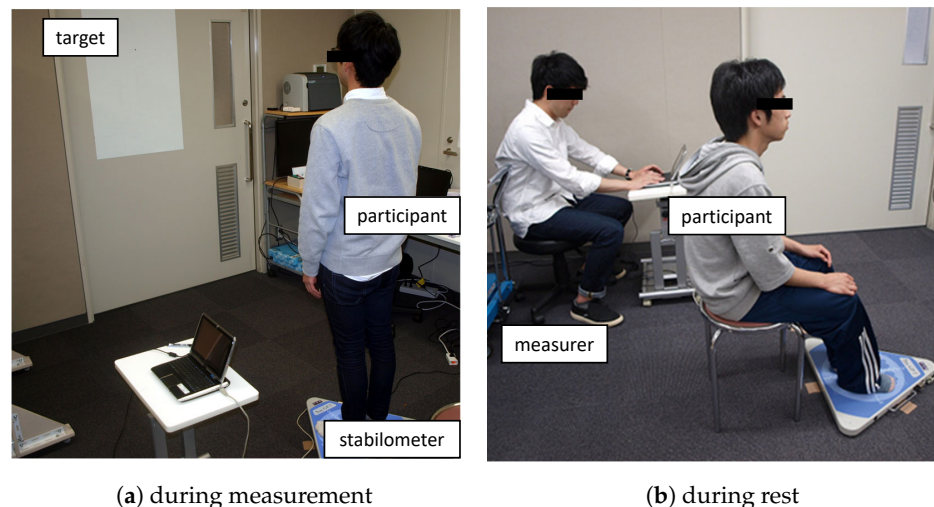 target
participant
stabilometer
participant
measurer
(a) during measurement
(b) during rest